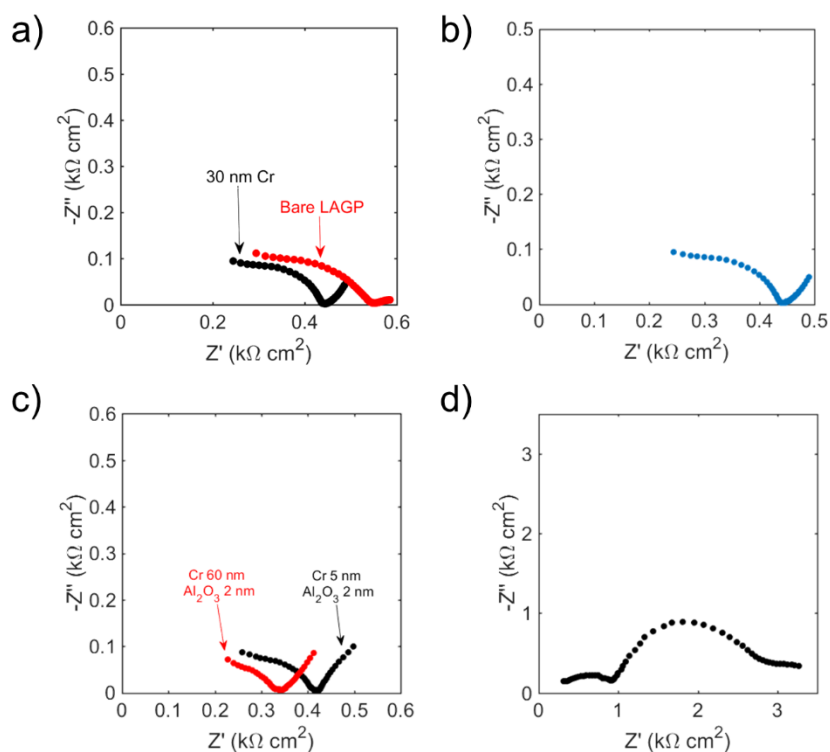 a)
0.6
0.5
0.4
0.3
0.2
0.1
0
-Z" (kΩ cm²)
30 nm Cr
Bare LAGP
0 0.2 0.4 0.6
Z' (kΩ cm²)
b)
0.5
0.4
0.3
0.2
0.1
0
-Z" (kΩ cm²)
0 0.1 0.2 0.3 0.4 0.5
Z' (kΩ cm²)
c)
0.6
0.5
0.4
0.3
0.2
0.1
0
-Z" (kΩ cm²)
Cr 60 nm
Al₂O₃ 2 nm
Cr 5 nm
Al₂O₃ 2 nm
0 0.1 0.2 0.3 0.4 0.5 0.6
Z' (kΩ cm²)
d)
3
2
1
0
-Z" (kΩ cm²)
0 1 2 3
Z' (kΩ cm²)